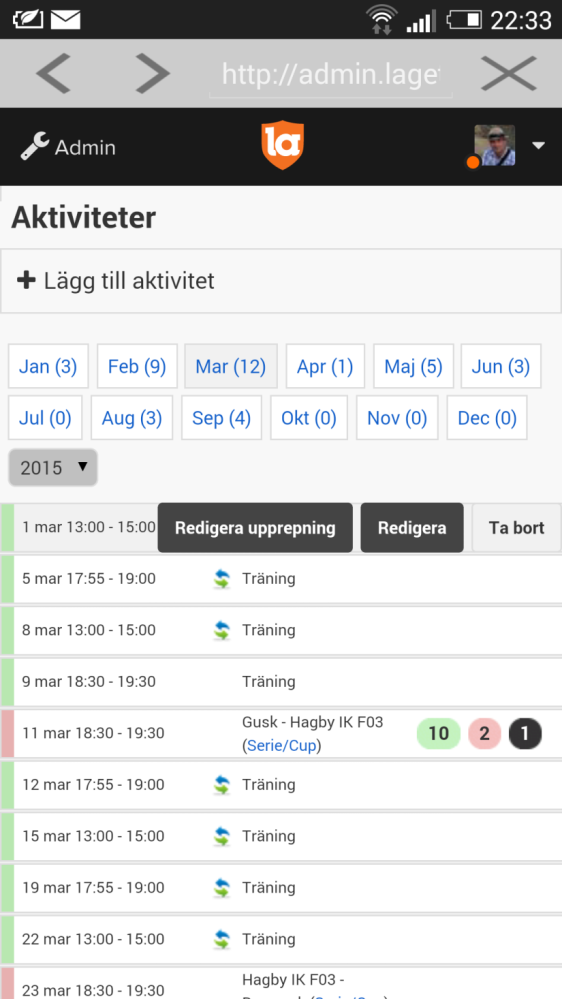 22:33
http://admin.laget
Admin
la
Aktiviteter
Lägg till aktivitet
Jan (3) Feb (9) Mar (12) Apr (1) Maj (5) Jun (3)
Jul (0) Aug (3) Sep (4) Okt (0) Nov (0) Dec (0)
2015
1 mar 13:00 - 15:00 Redigera upprepning Redigera Ta bort
5 mar 17:55 - 19:00 Träning
8 mar 13:00 - 15:00 Träning
9 mar 18:30 - 19:30 Träning
11 mar 18:30 - 19:30 Gusk - Hagby IK F03 10 2 1
(Serie/Cup)
12 mar 17:55 - 19:00 Träning
15 mar 13:00 - 15:00 Träning
19 mar 17:55 - 19:00 Träning
22 mar 13:00 - 15:00 Träning
23 mar 18:30 - 19:30 Hagby IK F03 -